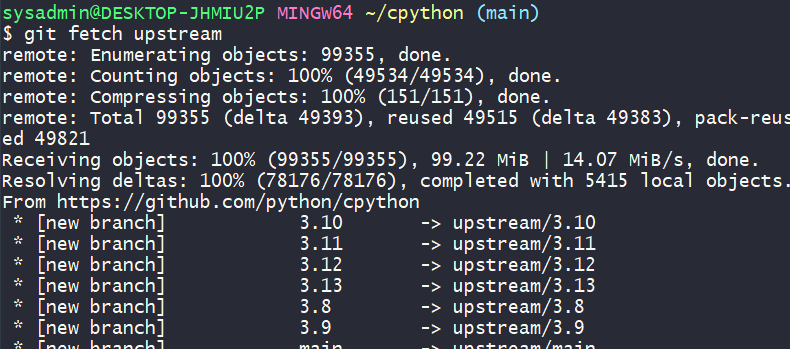 sysadmin@DESKTOP-JHMIU2P MINGW64 ~/cpython (main)
$ git fetch upstream
remote: Enumerating objects: 99355, done.
remote: Counting objects: 100% (49534/49534), done.
remote: Compressing objects: 100% (151/151), done.
remote: Total 99355 (delta 49393), reused 49515 (delta 49383), pack-reus
ed 49821
Receiving objects: 100% (99355/99355), 99.22 MiB | 14.07 MiB/s, done.
Resolving deltas: 100% (78176/78176), completed with 5415 local objects.
From https://github.com/python/cpython
 * [new branch]            3.10       -> upstream/3.10
 * [new branch]            3.11       -> upstream/3.11
 * [new branch]            3.12       -> upstream/3.12
 * [new branch]            3.13       -> upstream/3.13
 * [new branch]            3.8        -> upstream/3.8
 * [new branch]            3.9        -> upstream/3.9
 * [new branch]            main       -> upstream/main